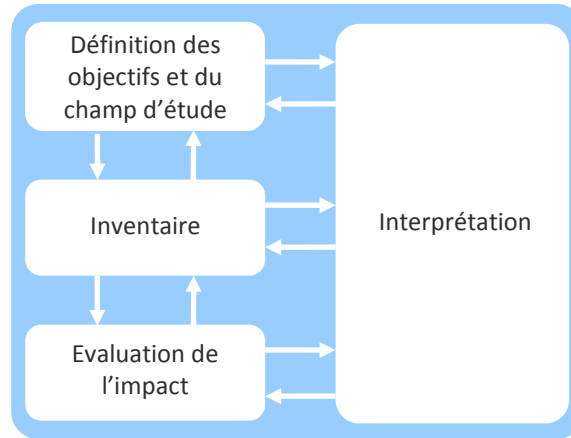 Définition des
objectifs et du
champ d’étude
Inventaire
Interprétation
Evaluation de
l’impact